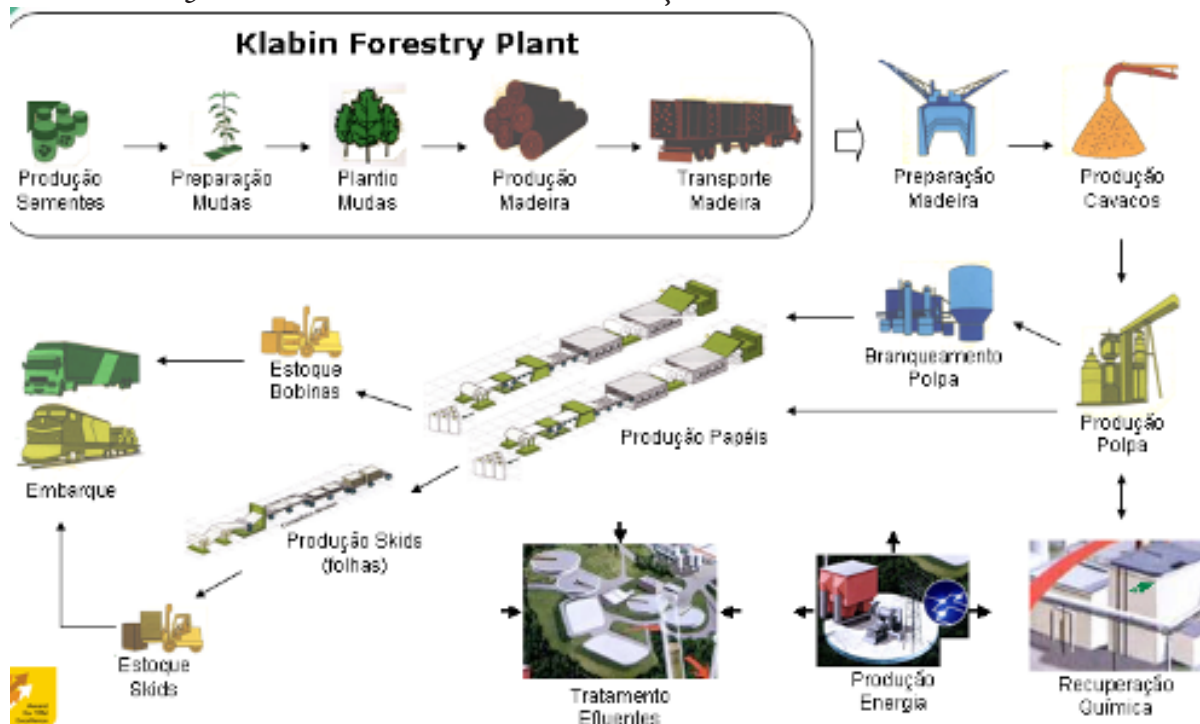 Klabin Forestry Plant
Produção
Sementes
Preparação
Mudas
Plantio
Mudas
Produção
Madeira
Transporte
Madeira
Preparação
Madeira
Produção
Cavacos
Branqueamento
Polpa
Produção
Polpa
Estoque
Bobinas
Produção Papéis
Embarque
Produção Skids
(folhas)
Estoque
Skids
Tratamento
Efluentes
Produção
Energia
Recuperação
Química